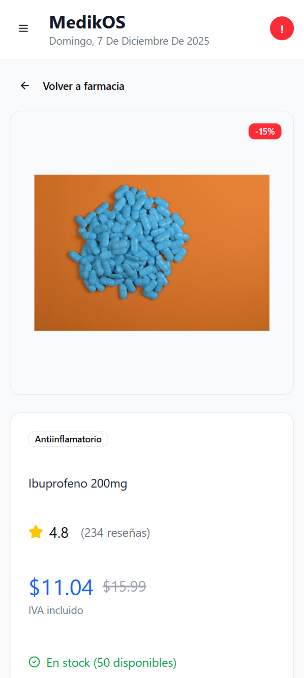 MedikOS
Domingo, 7 De Diciembre De 2025
!
Volver a farmacia
-15%
Antiinflamatorio
Ibuprofeno 200mg
4.8 (234 reseñas)
$11.04 $15.99
IVA incluido
En stock (50 disponibles)